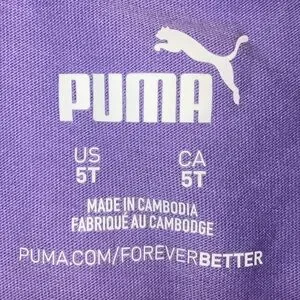 PUMA
US CA
5T 5T
MADE IN CAMBODIA
FABRIQUÉ AU CAMBODGE
PUMA.COM/FOREVERBETTER